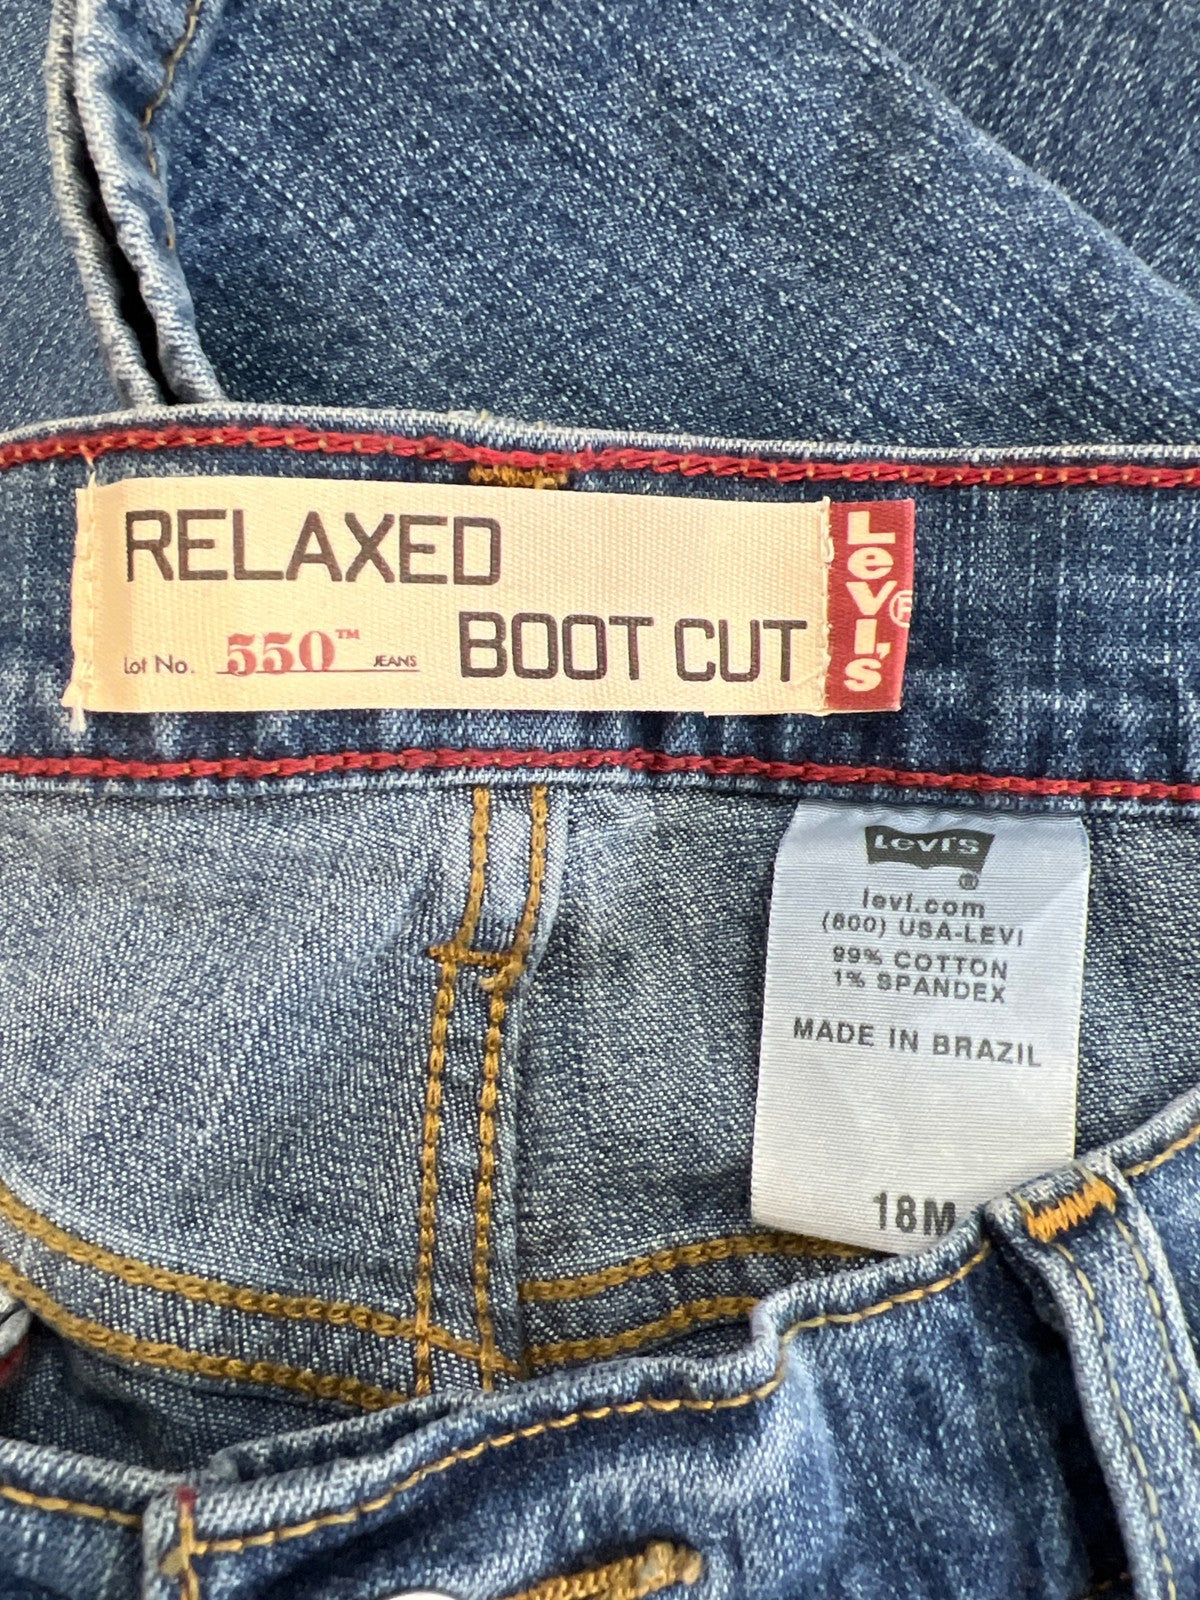 RELAXED
Lot No. 550™ JEANS
BOOT CUT
Levi's®
Levi's
®
levi.com
(800) USA-LEVI
99% COTTON
1% SPANDEX
MADE IN BRAZIL
18M